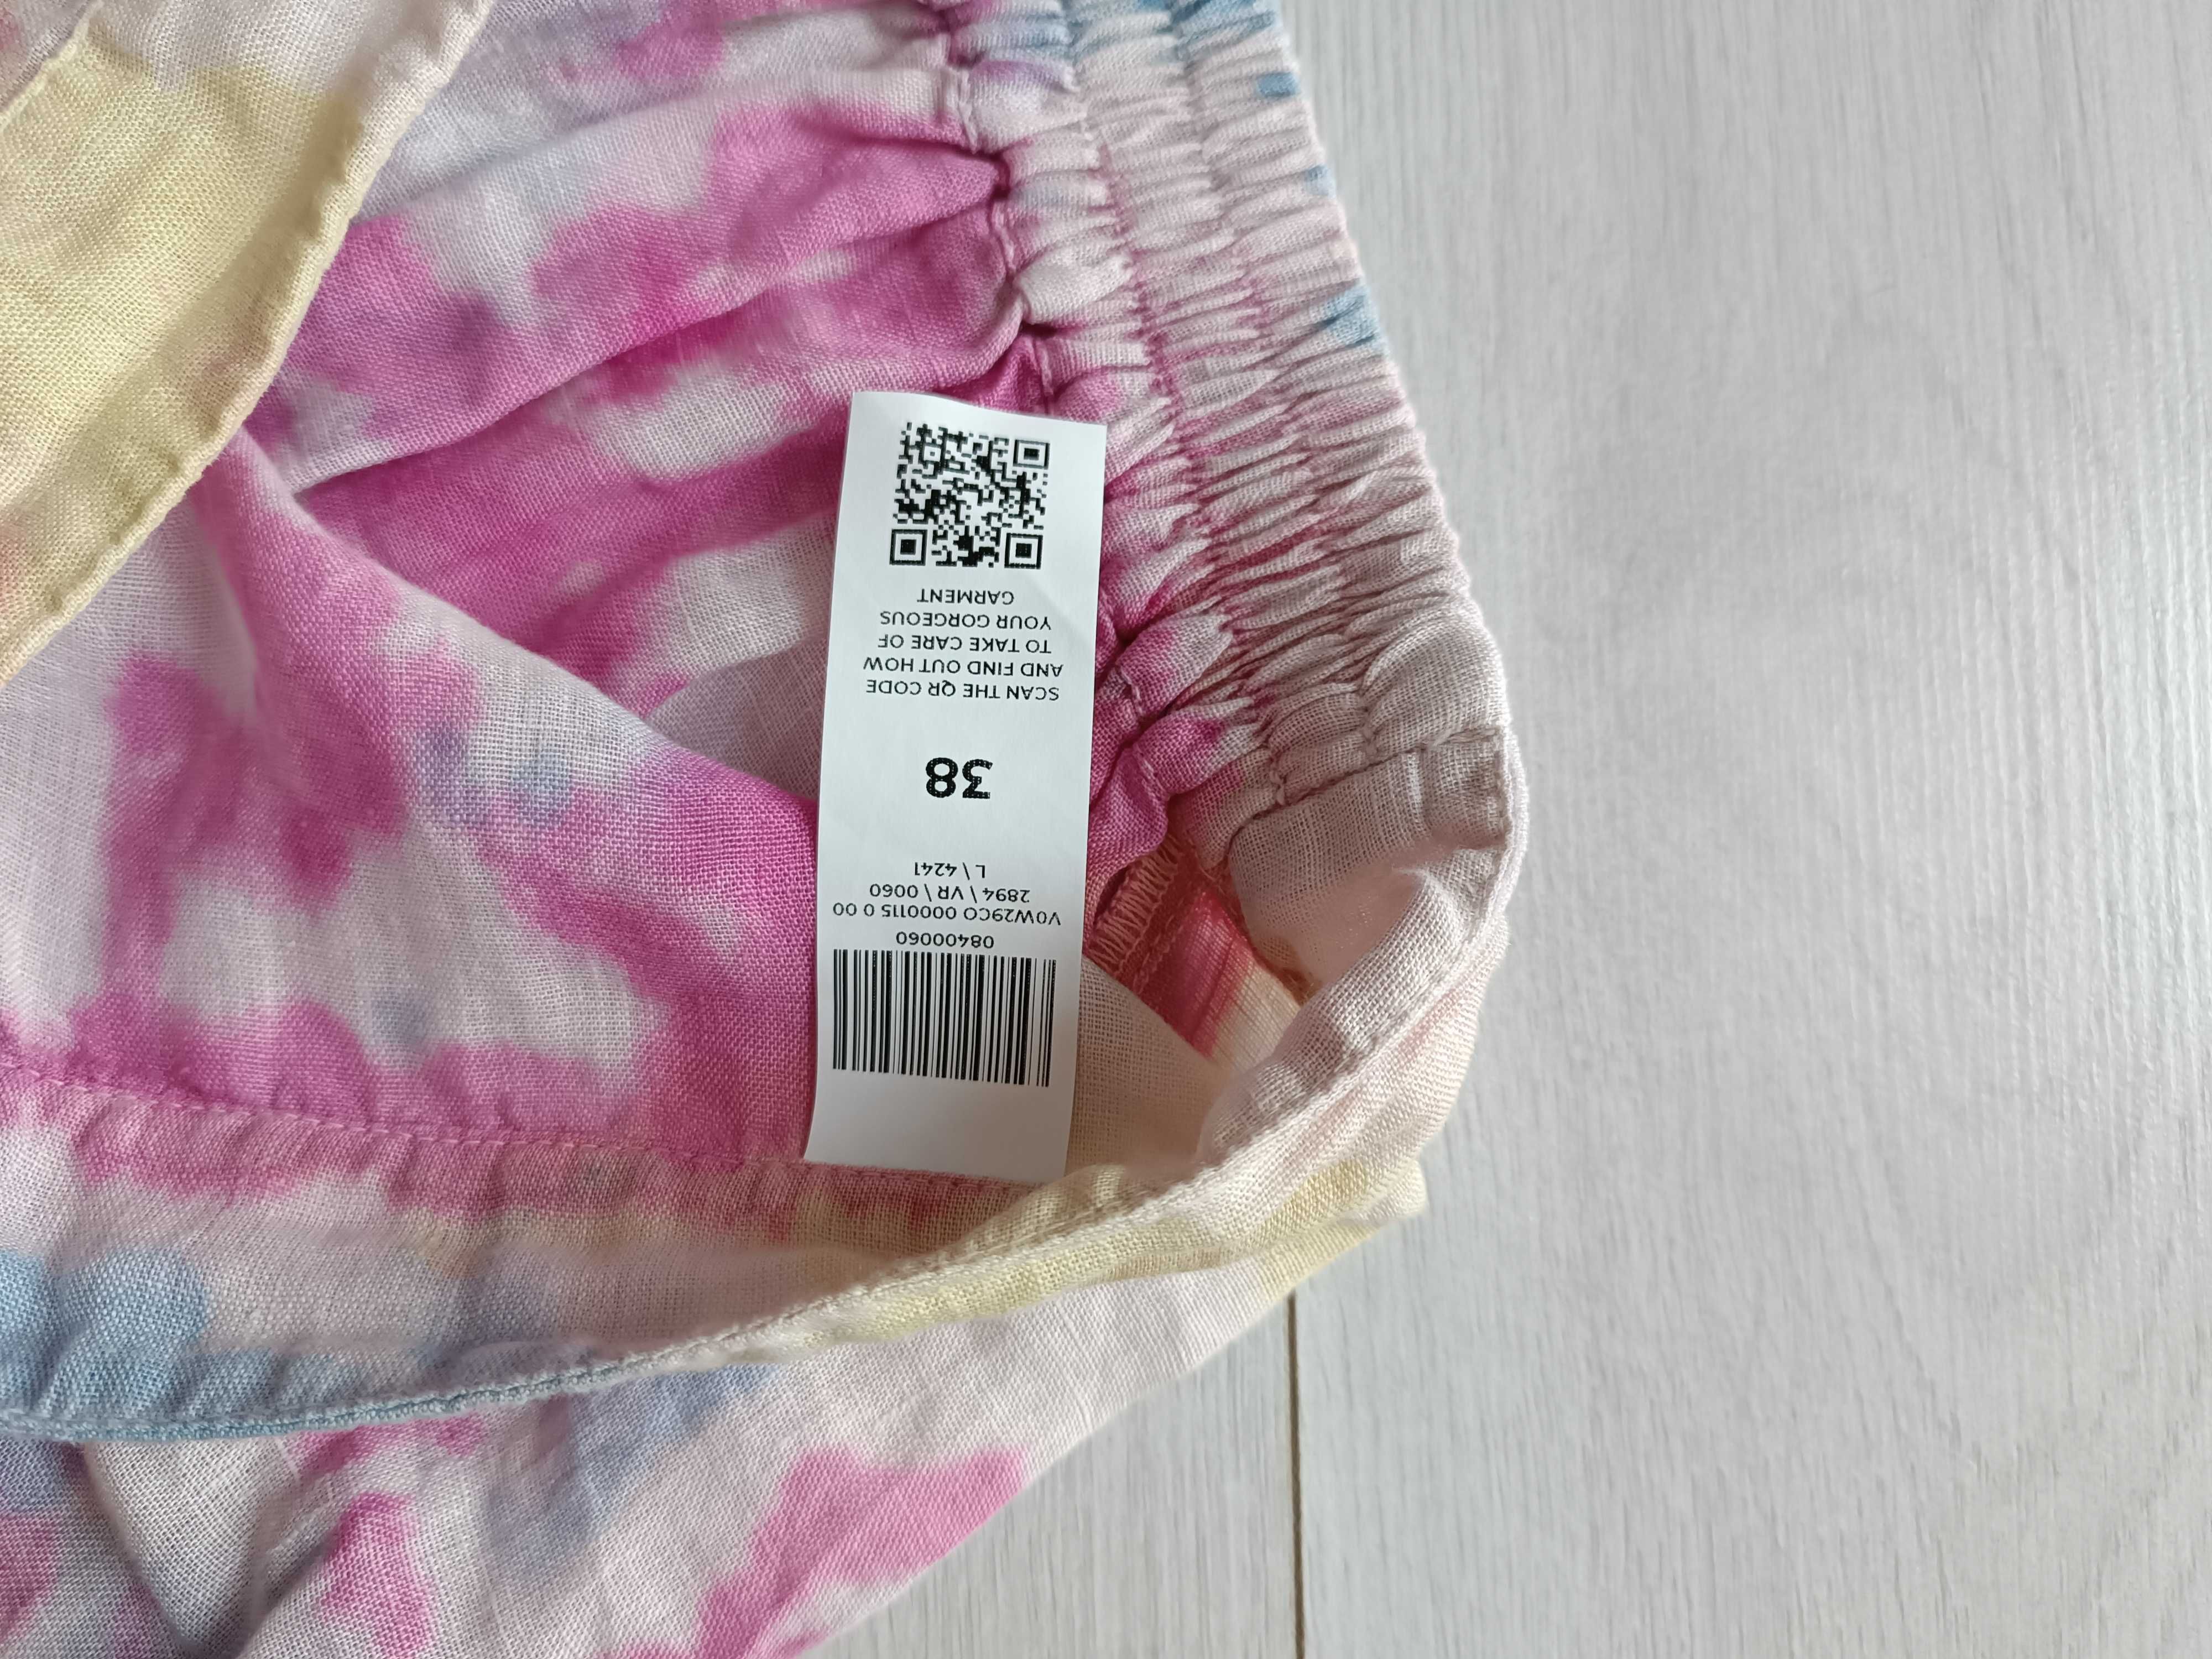 08400060
V0W29CO 0000115 0 00
2894 \ VR \ 0060
L \ 4241
38
SCAN THE QR CODE
AND FIND OUT HOW
TO TAKE CARE OF
YOUR GORGEOUS
GARMENT